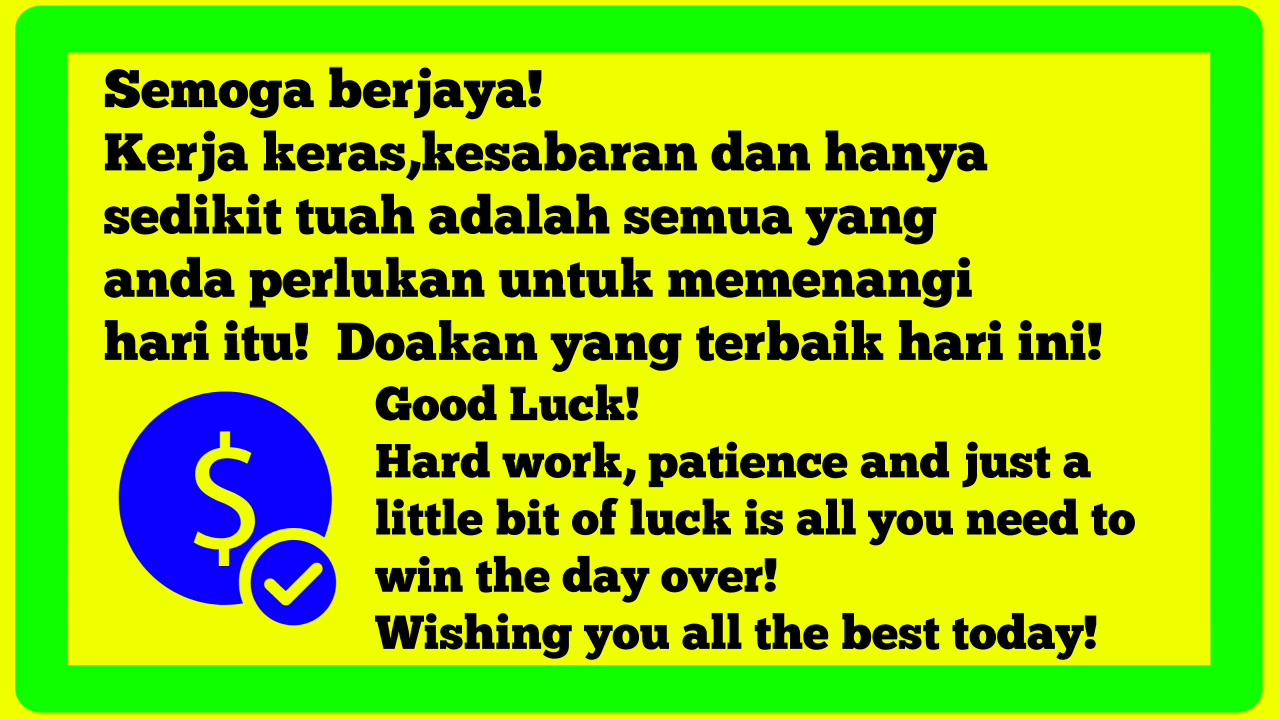 Semoga berjaya!
Kerja keras,kesabaran dan hanya
sedikit tuah adalah semua yang
anda perlukan untuk memenangi
hari itu!  Doakan yang terbaik hari ini!
$
Good Luck!
Hard work, patience and just a
little bit of luck is all you need to
win the day over!
Wishing you all the best today!